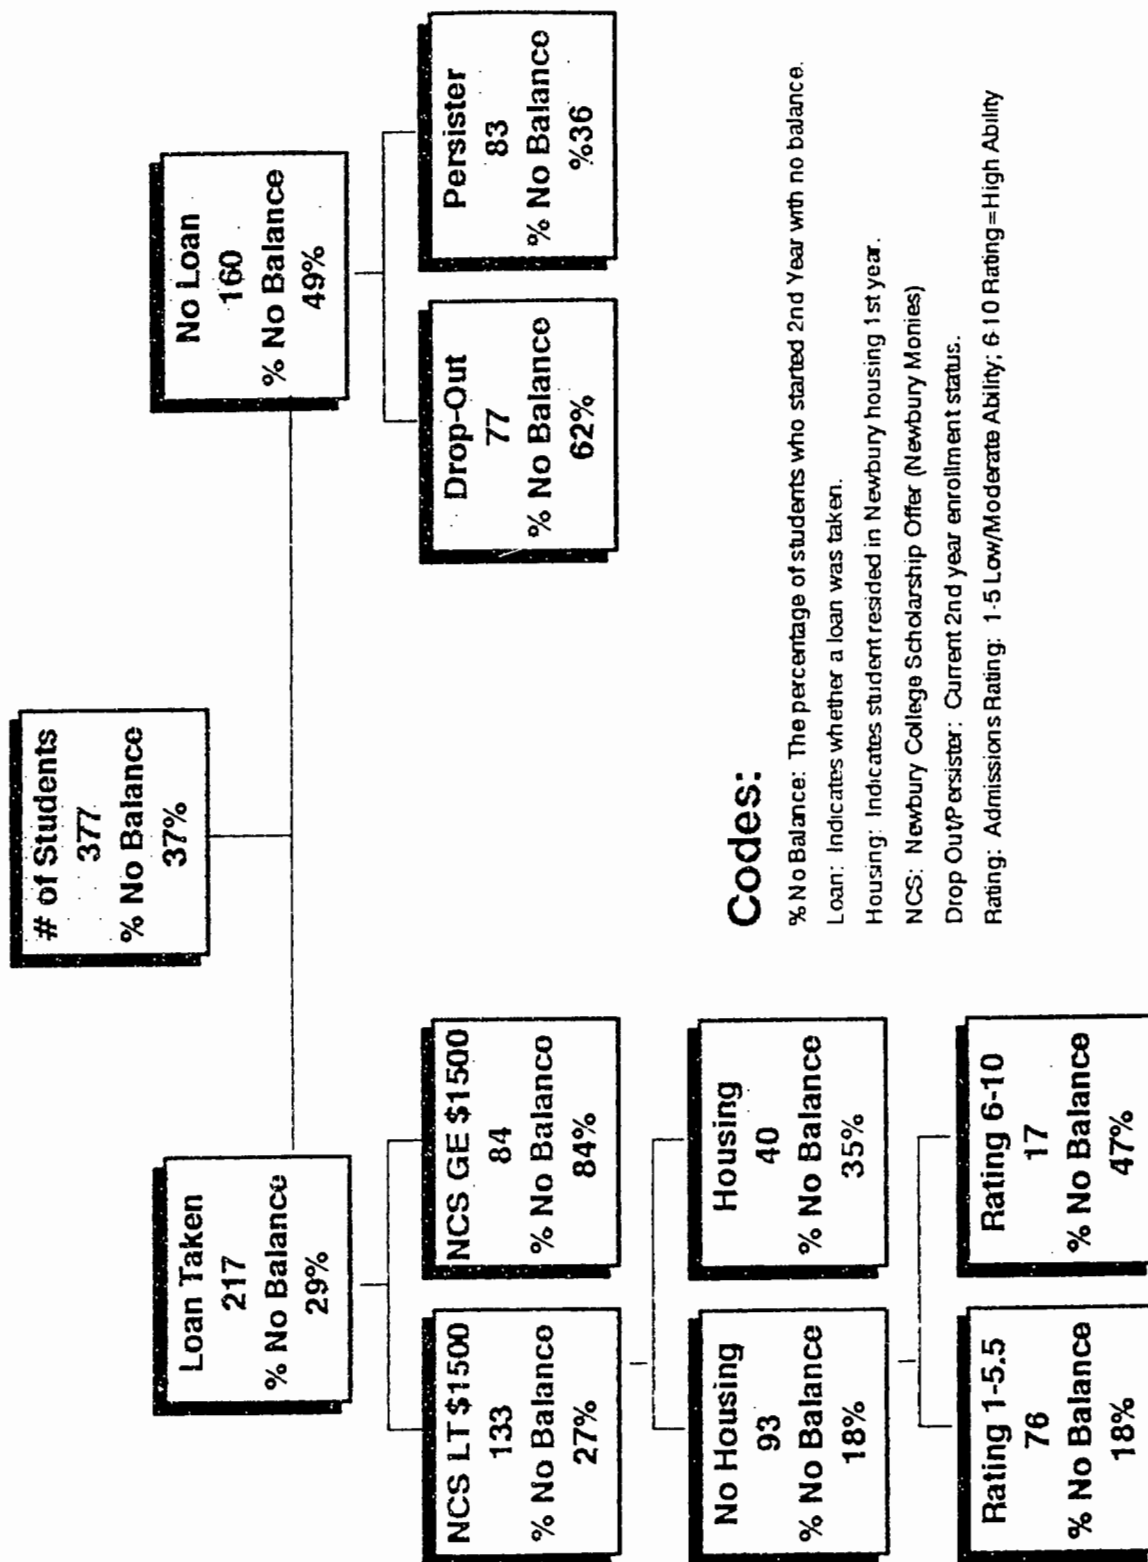 # of Students
377
% No Balance
37%
Loan Taken
217
% No Balance
29%
No Loan
160
% No Balance
49%
NCS LT $1500
133
% No Balance
27%
NCS GE $1500
84
% No Balance
84%
Drop-Out
77
% No Balance
62%
Persister
83
% No Balance
%36
No Housing
93
% No Balance
18%
Housing
40
% No Balance
35%
Rating 1-5.5
76
% No Balance
18%
Rating 6-10
17
% No Balance
47%
Codes:
% No Balance: The percentage of students who started 2nd Year with no balance.
Loan: Indicates whether a loan was taken.
Housing: Indicates student resided in Newbury housing 1st year.
NCS: Newbury College Scholarship Offer (Newbury Monies)
Drop Out/Persister: Current 2nd year enrollment status.
Rating: Admissions Rating: 1-5 Low/Moderate Ability; 6-10 Rating=High Ability